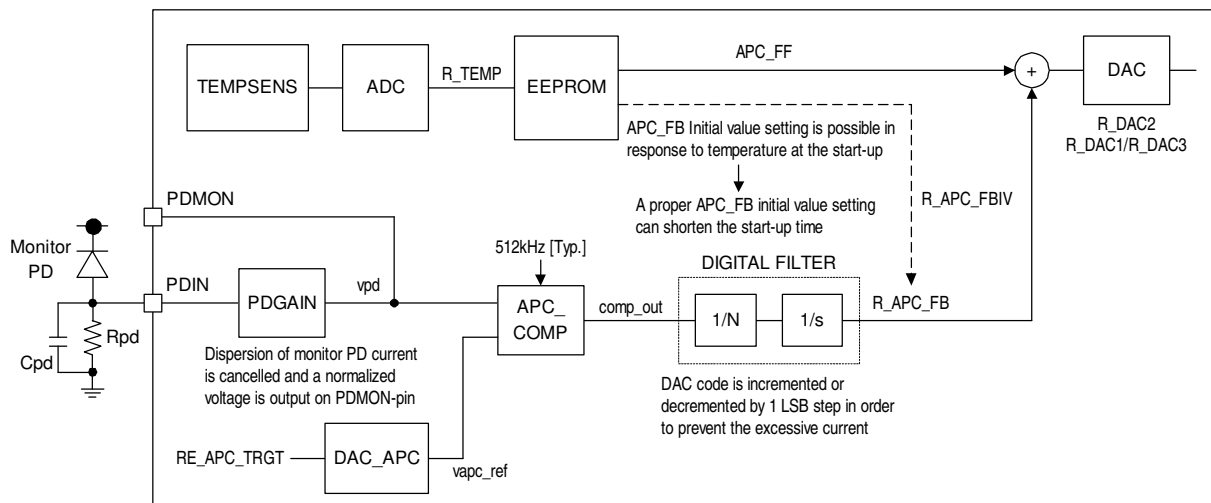 TEMPSENS
ADC
R_TEMP
EEPROM
APC_FF
+
DAC
R_DAC2
R_DAC1/R_DAC3
APC_FB Initial value setting is possible in
response to temperature at the start-up
A proper APC_FB initial value setting
can shorten the start-up time
R_APC_FBIV
PDMON
Monitor
PD
PDIN
PDGAIN
vpd
512kHz [Typ.]
APC_
COMP
comp_out
DIGITAL FILTER
1/N
1/s
R_APC_FB
Cpd
Rpd
Dispersion of monitor PD current
is cancelled and a normalized
voltage is output on PDMON-pin
DAC code is incremented or
decremented by 1 LSB step in order
to prevent the excessive current
RE_APC_TRGT
DAC_APC
vapc_ref